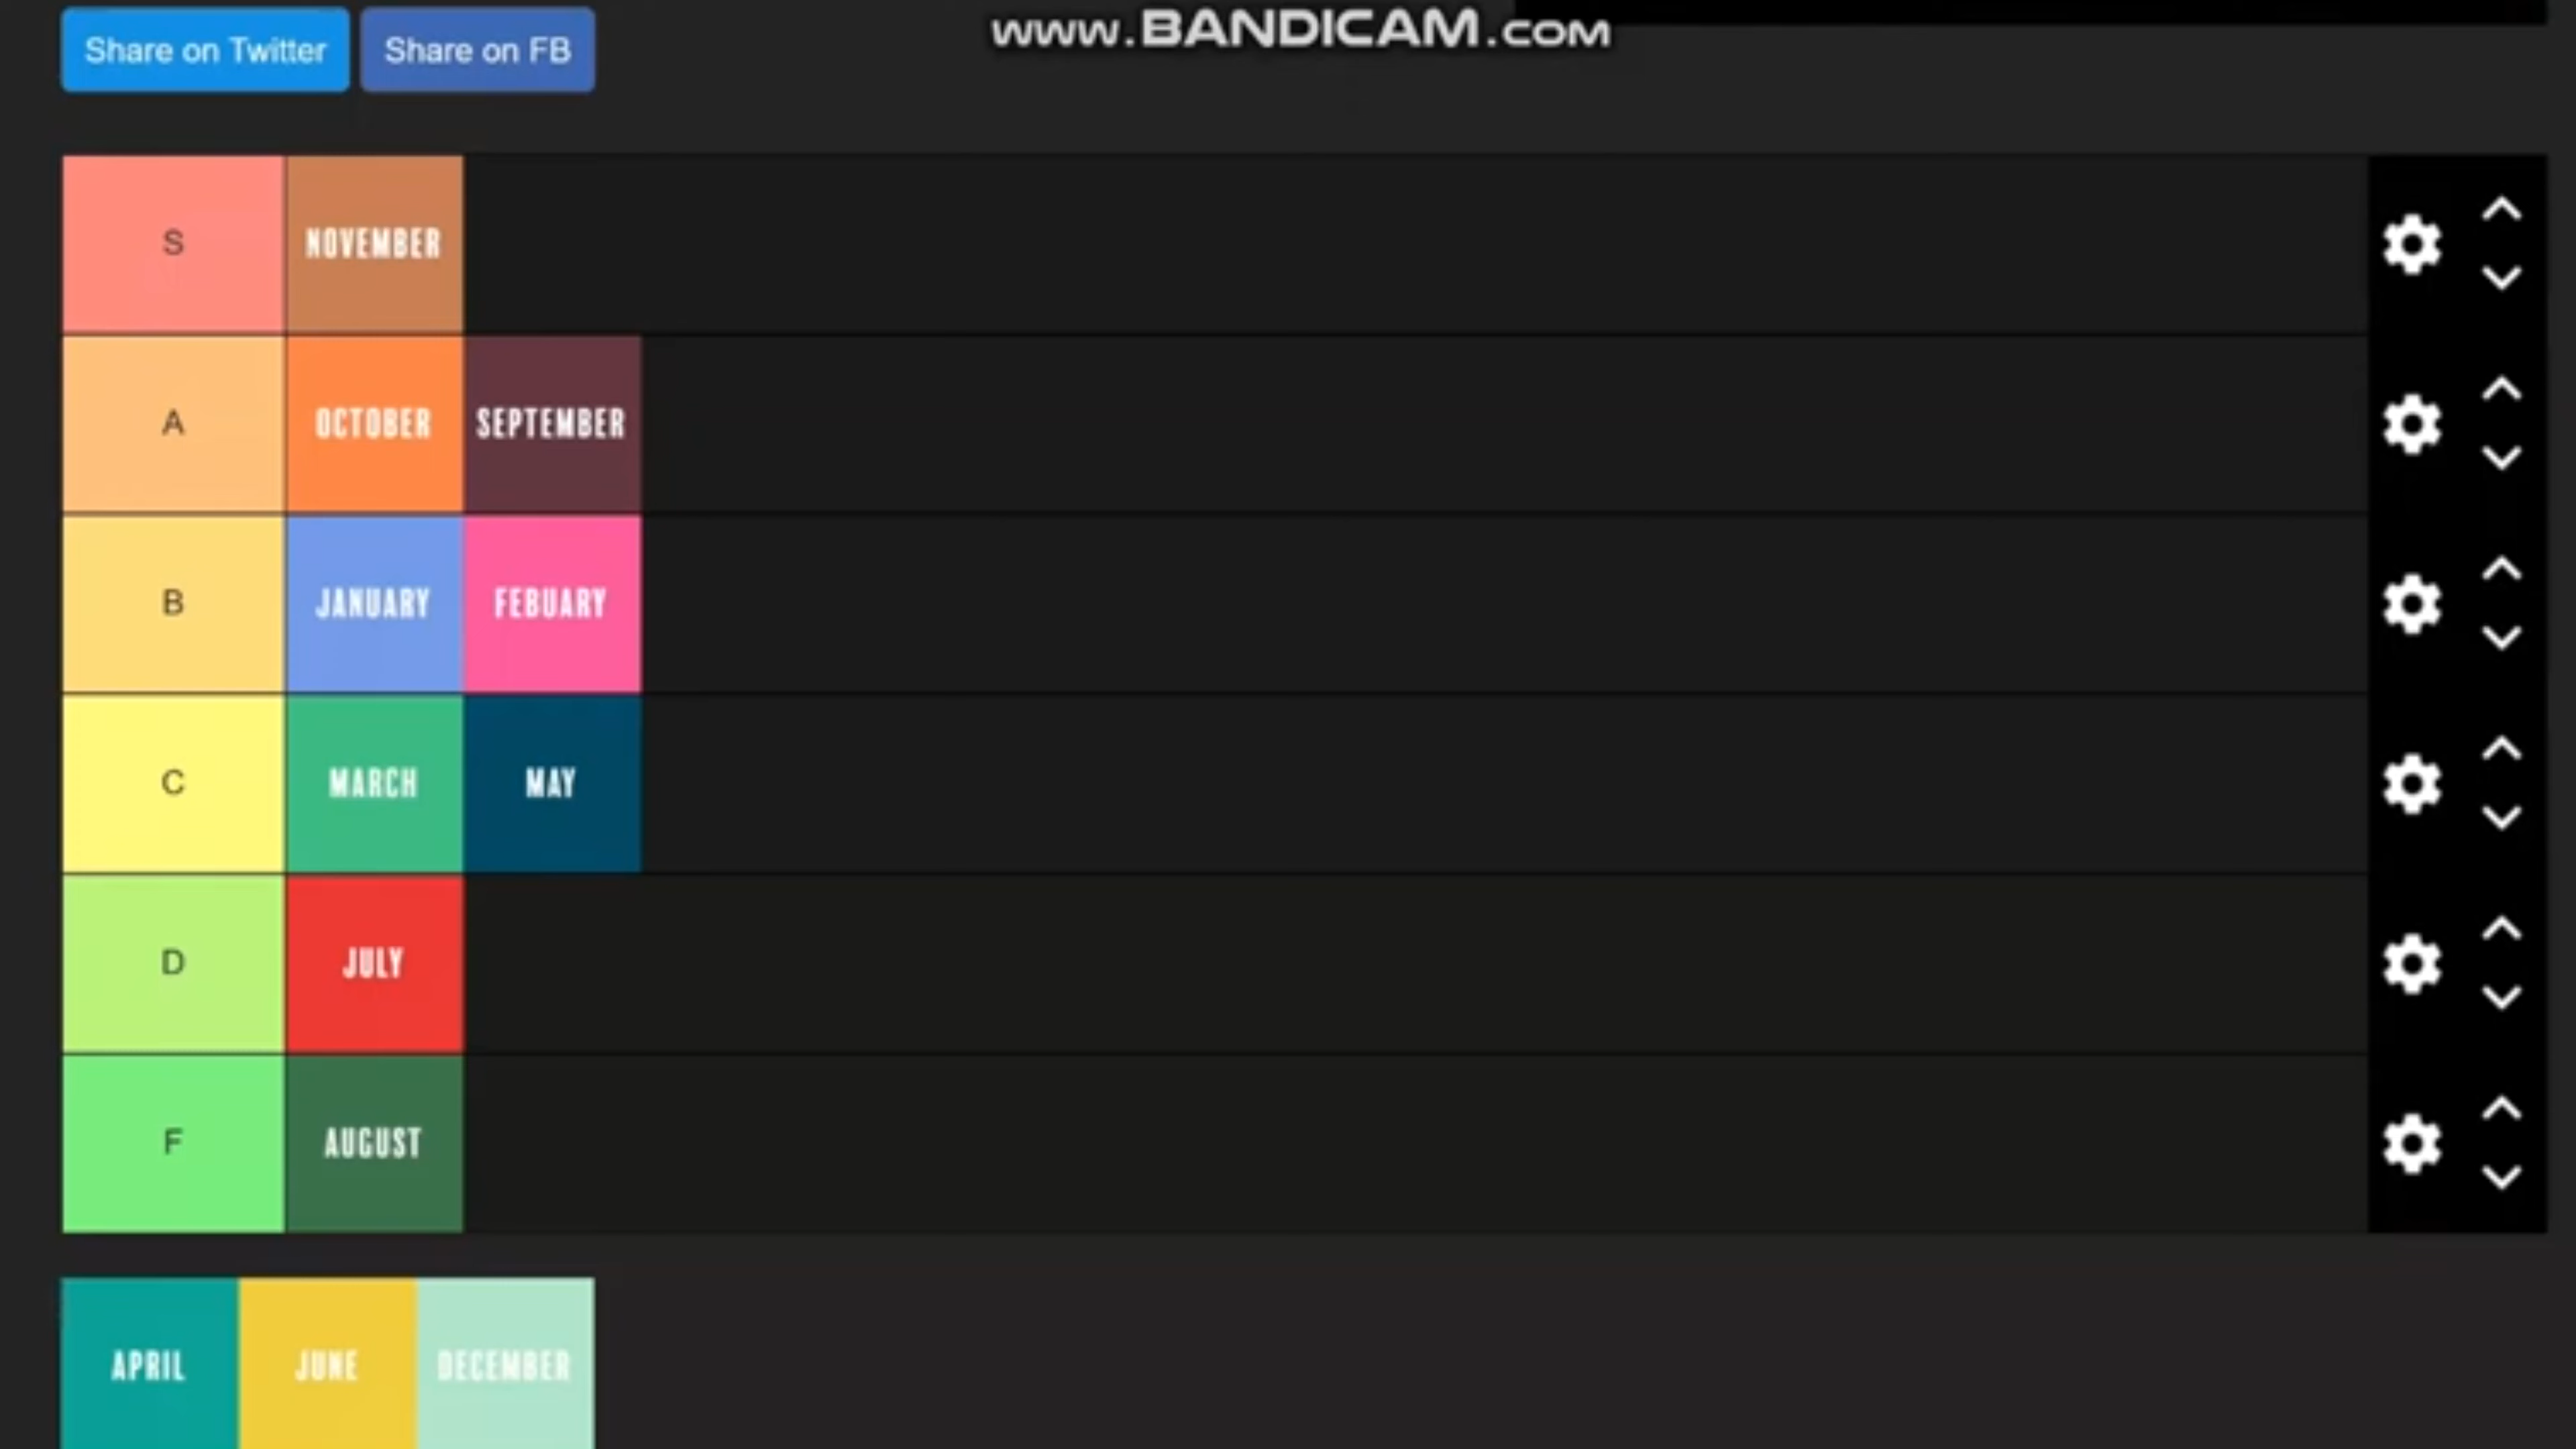 www.BANDICAM.COM
Share on Twitter Share on FB
S NOVEMBER
A OCTOBER SEPTEMBER
B JANUARY FEBUARY
C MARCH MAY
D JULY
F AUGUST
APRIL JUNE DECEMBER